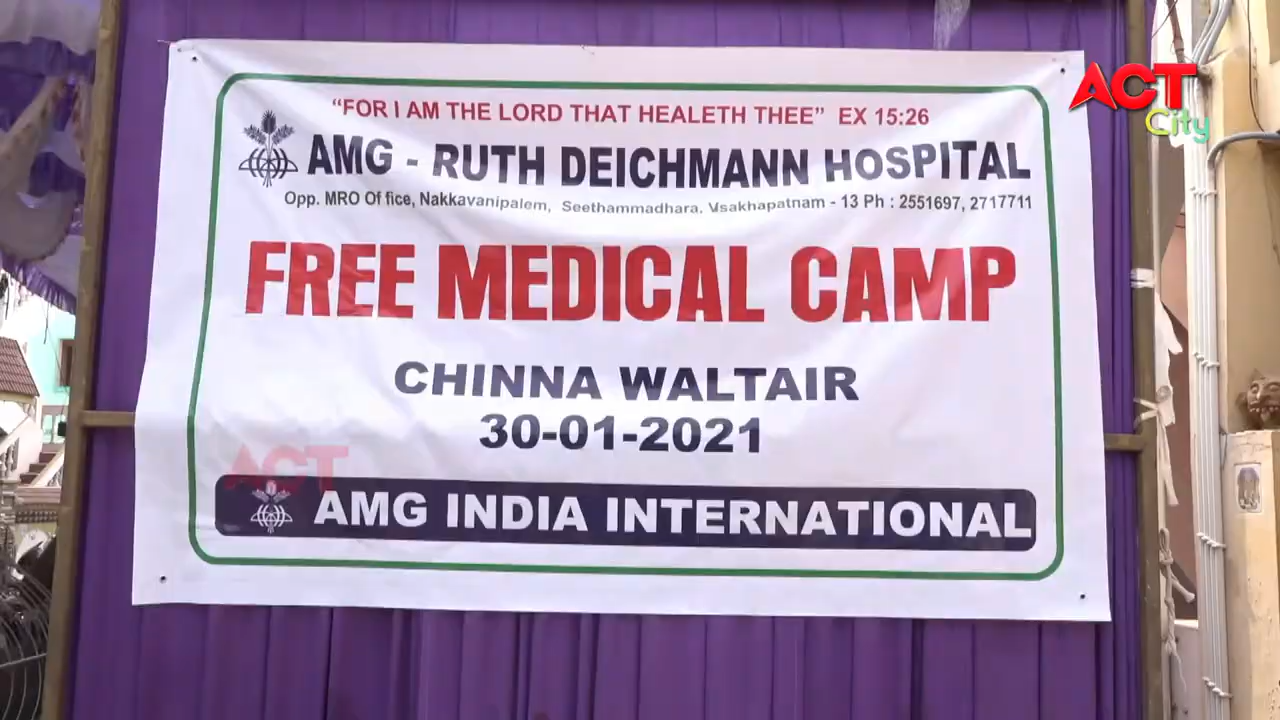 ACT
City
“FOR I AM THE LORD THAT HEALETH THEE” EX 15:26
AMG - RUTH DEICHMANN HOSPITAL
Opp. MRO Of fice, Nakkavanipalem, Seethammadhara, Visakhapatnam - 13 Ph : 2551697, 2717711
FREE MEDICAL CAMP
CHINNA WALTAIR
30-01-2021
ACT
AMG INDIA INTERNATIONAL